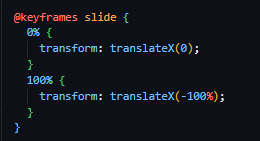 @keyframes slide {
  0% {
    transform: translateX(0);
  }
  100% {
    transform: translateX(-100%);
  }
}